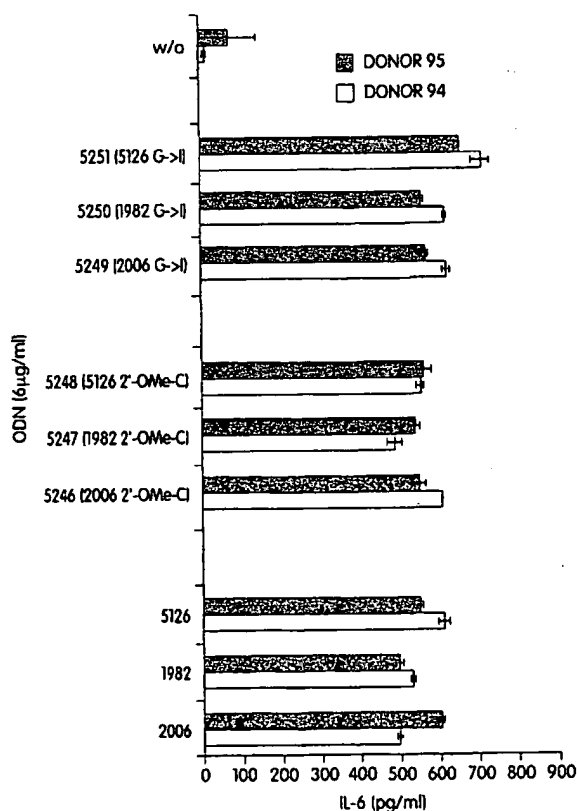 w/o
DONOR 95
DONOR 94
5251 (5126 G->I)
5250 (1982 G->I)
5249 (2006 G->I)
5248 (5126 2'-OMe-C)
5247 (1982 2'-OMe-C)
5246 (2006 2'-OMe-C)
5126
1982
2006
ODN (6µg/ml)
0 100 200 300 400 500 600 700 800 900
IL-6 (pg/ml)